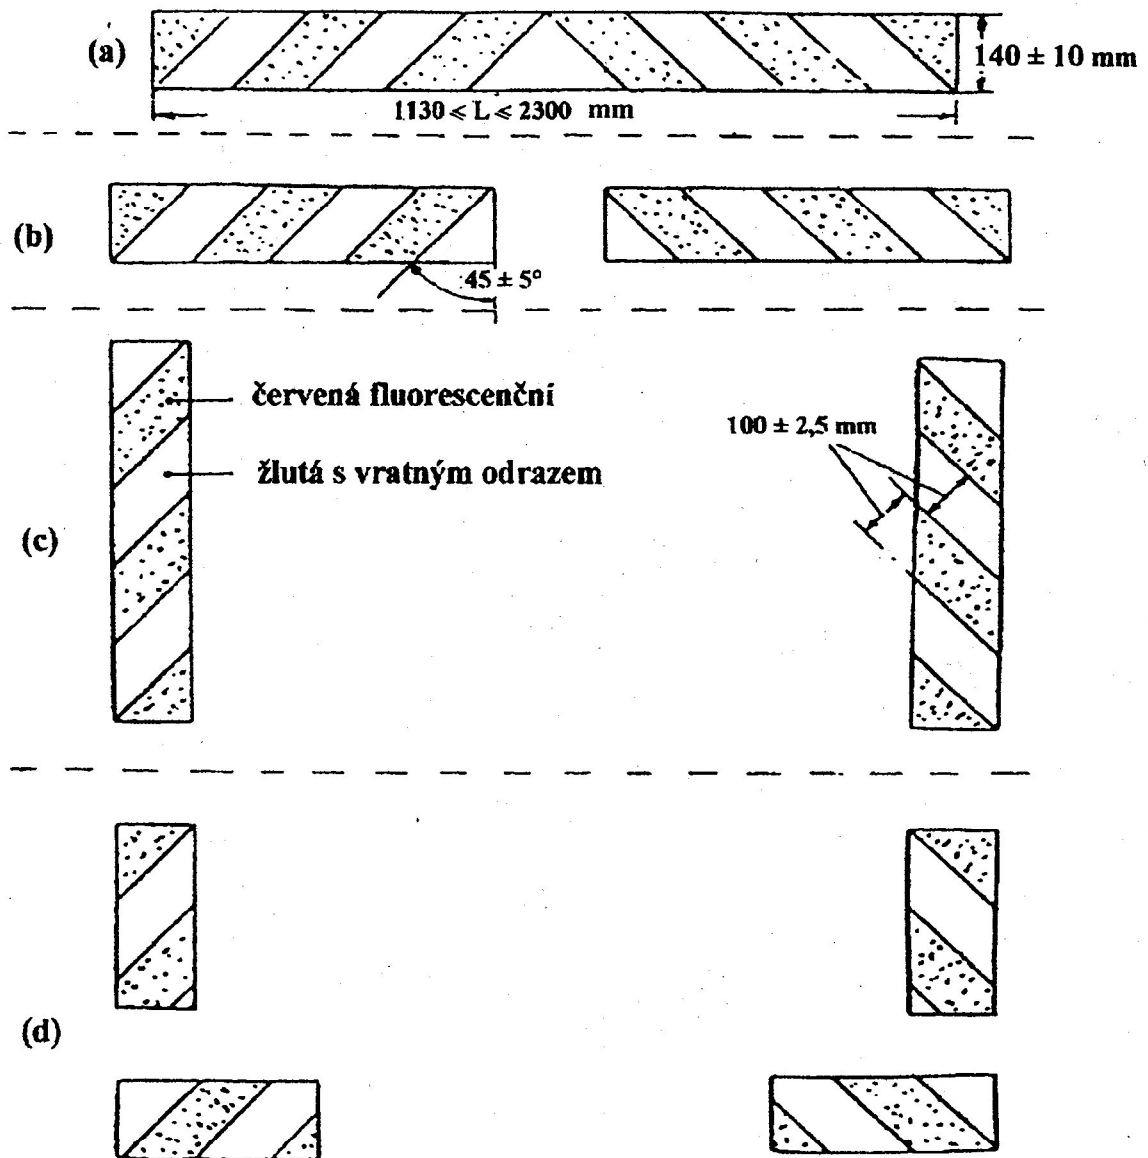 (a)
140 ± 10 mm
1130 ⩽ L ⩽ 2300 mm
(b)
45 ± 5°
červená fluorescenční
100 ± 2,5 mm
žlutá s vratným odrazem
(c)
(d)